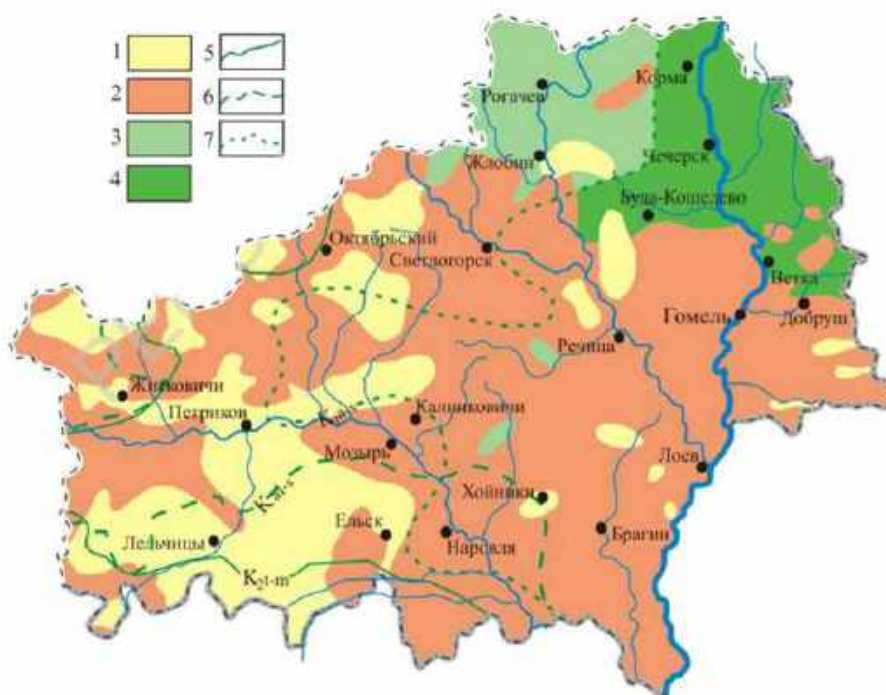 1
5
2
6
3
7
4
Корма
Рогачев
Жлобин
Чечерск
Буда-Кошелево
Октябрьский
Светлогорск
Ветка
Гомель
Добруш
Речица
Житковичи
Петриков
Калинковичи
Мозырь
Лоев
Хойники
Ельск
Лельчицы
Наровля
Брагин
K₂t-m